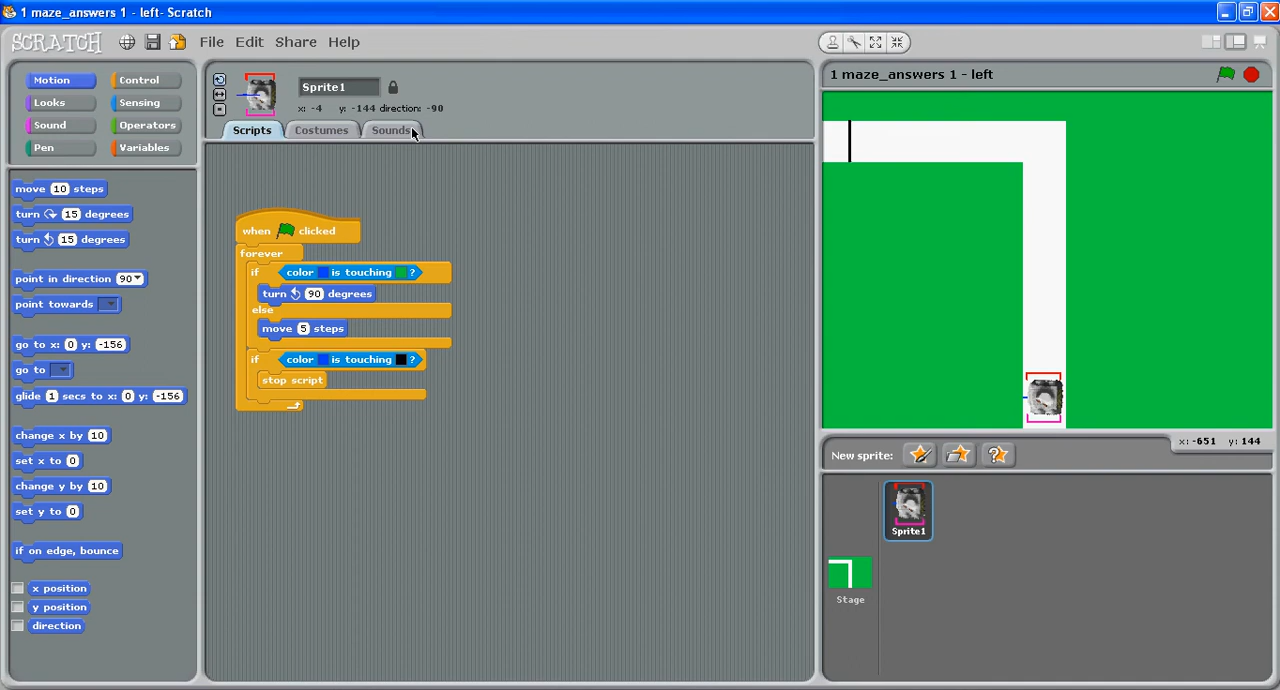 1 maze_answers 1 - left- Scratch
SCRATCH File Edit Share Help
Motion Control
Looks Sensing
Sound Operators
Pen Variables
move 10 steps
turn 15 degrees
turn 15 degrees
point in direction 90
point towards
go to x: 0 y: -156
go to
glide 1 secs to x: 0 y: -156
change x by 10
set x to 0
change y by 10
set y to 0
if on edge, bounce
x position
y position
direction
Sprite1
x: -4 y: -144 direction: -90
Scripts Costumes Sounds
when clicked
forever
if color is touching ?
turn 90 degrees
else
move 5 steps
if color is touching ?
stop script
1 maze_answers 1 - left
x: -651 y: 144
New sprite:
Sprite1
Stage